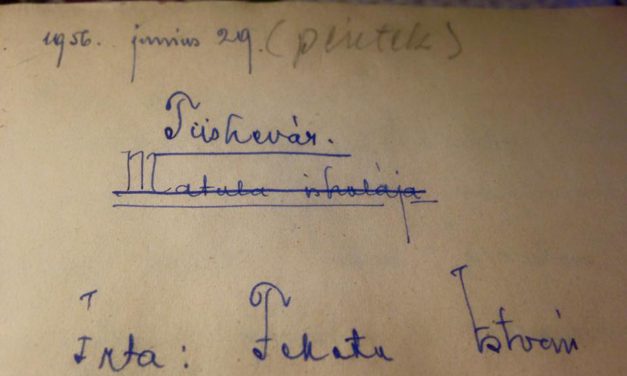 1956. június 29. (péntek)
Tüskevár.
Matula iskolája
Írta: Fekete István